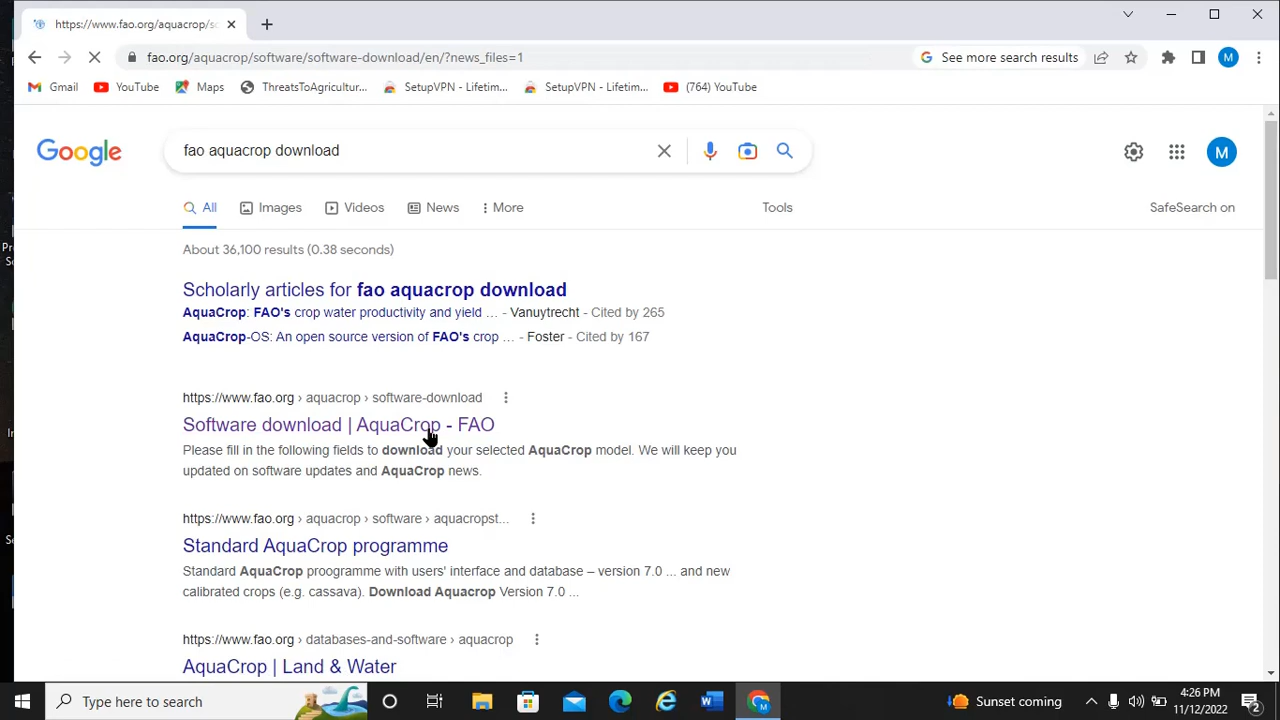 https://www.fao.org/aquacrop/so
fao.org/aquacrop/software/software-download/en/?news_files=1
See more search results
M
Gmail
YouTube
Maps
ThreatsToAgricultur...
SetupVPN - Lifetim...
SetupVPN - Lifetim...
(764) YouTube
Google
fao aquacrop download
M
All
Images
Videos
News
More
Tools
SafeSearch on
About 36,100 results (0.38 seconds)
Scholarly articles for fao aquacrop download
AquaCrop: FAO's crop water productivity and yield … - Vanuytrecht - Cited by 265
AquaCrop-OS: An open source version of FAO's crop … - Foster - Cited by 167
https://www.fao.org › aquacrop › software-download
Software download | AquaCrop - FAO
Please fill in the following fields to download your selected AquaCrop model. We will keep you
updated on software updates and AquaCrop news.
https://www.fao.org › aquacrop › software › aquacropst...
Standard AquaCrop programme
Standard AquaCrop proogramme with users' interface and database – version 7.0 ... and new
calibrated crops (e.g. cassava). Download Aquacrop Version 7.0 ...
https://www.fao.org › databases-and-software › aquacrop
AquaCrop | Land & Water
Type here to search
Sunset coming
4:26 PM
11/12/2022
2